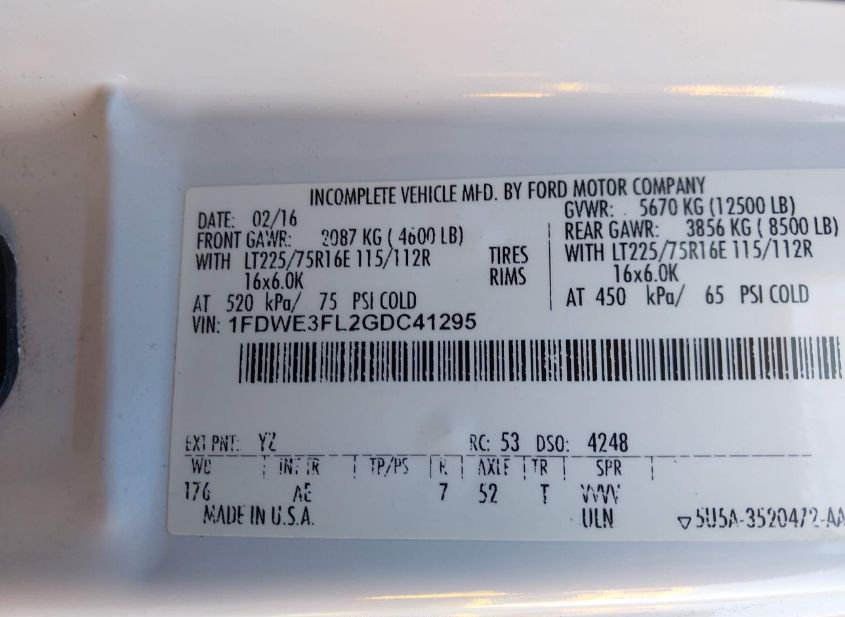 INCOMPLETE VEHICLE MFD. BY FORD MOTOR COMPANY
DATE: 02/16
GVWR: 5670 KG (12500 LB)
FRONT GAWR: 2087 KG ( 4600 LB)
REAR GAWR: 3856 KG ( 8500 LB)
WITH LT225/75R16E 115/112R
TIRES
WITH LT225/75R16E 115/112R
16x6.0K
RIMS
16x6.0K
AT 520 kPa/ 75 PSI COLD
AT 450 kPa/ 65 PSI COLD
VIN: 1FDWE3FL2GDC41295
EXT PNT: YZ RC: 53 DSO: 4248
WB INT TR TP/PS R AXLE TR SPR
176 AE 7 52 T VVVV
MADE IN U.S.A. ULN 5U5A-3520472-AA